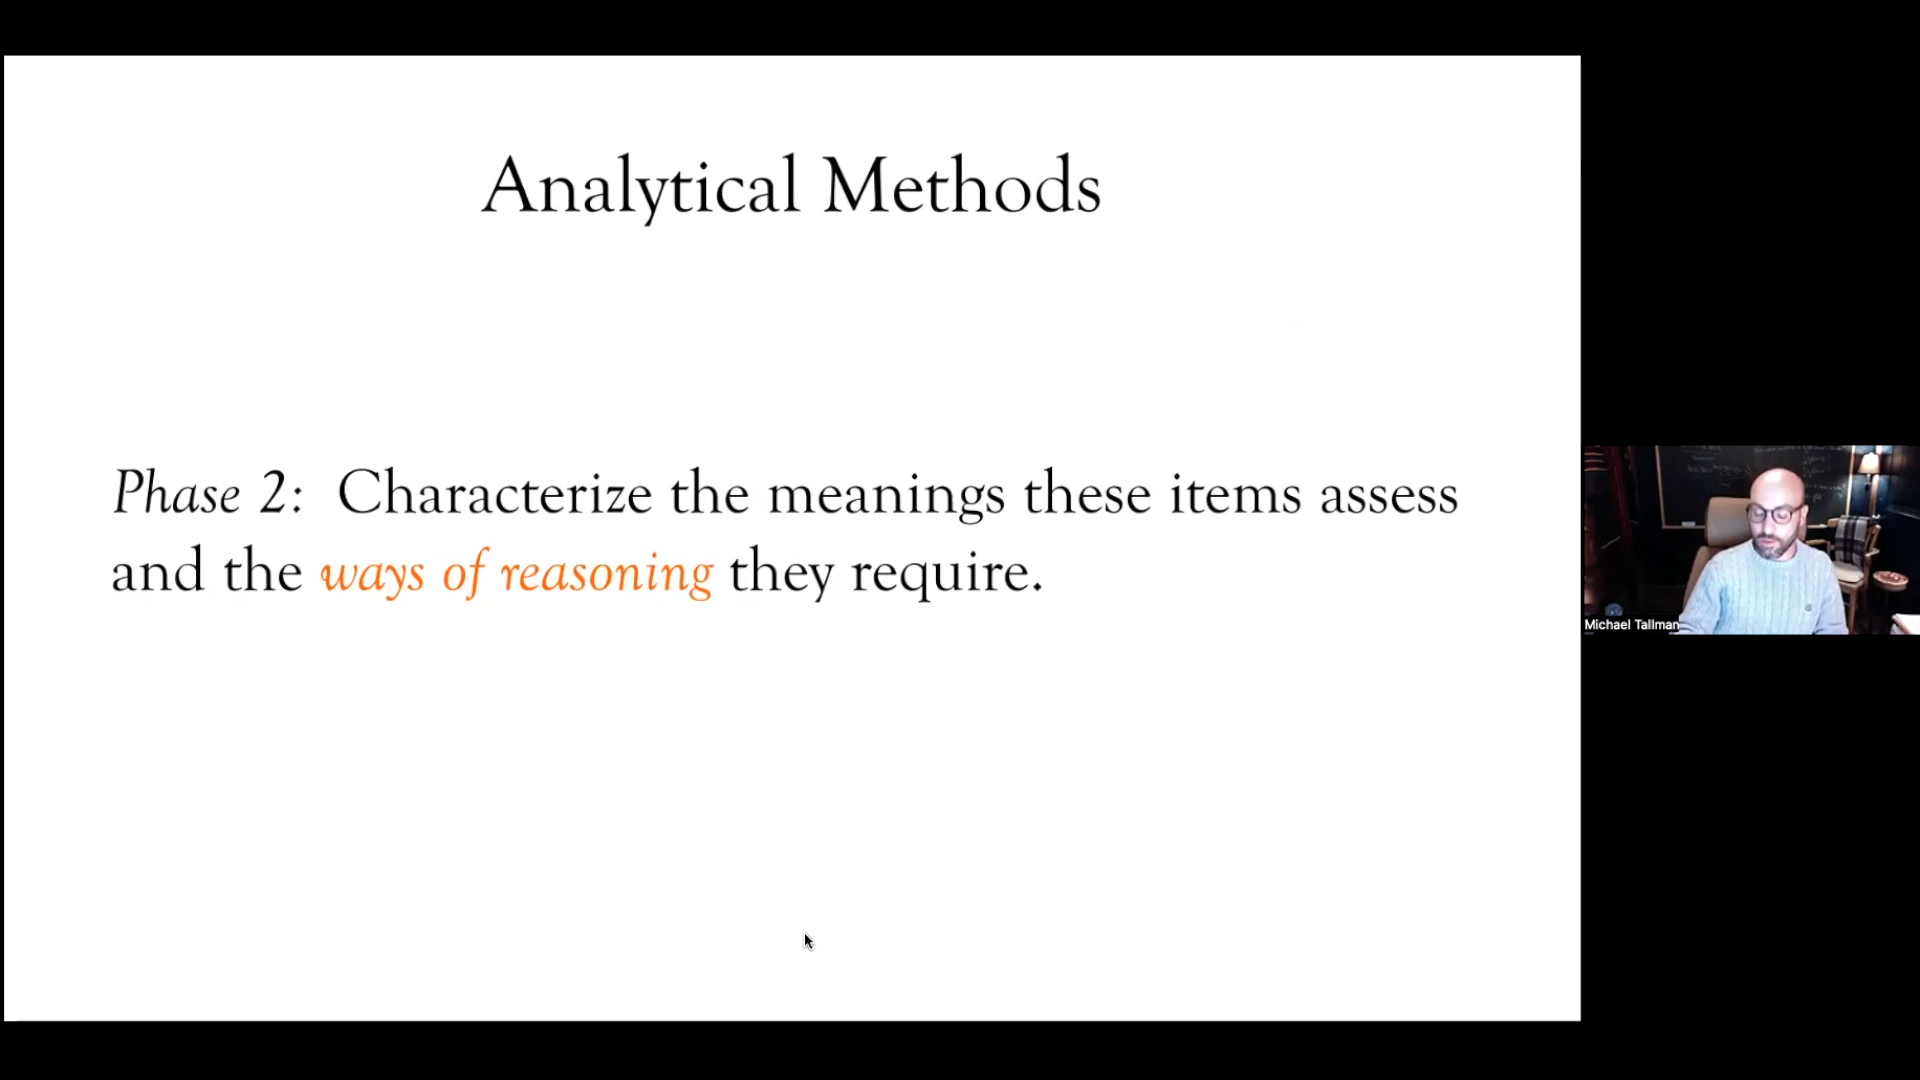 Analytical Methods
Phase 2: Characterize the meanings these items assess
and the ways of reasoning they require.
Michael Tallman